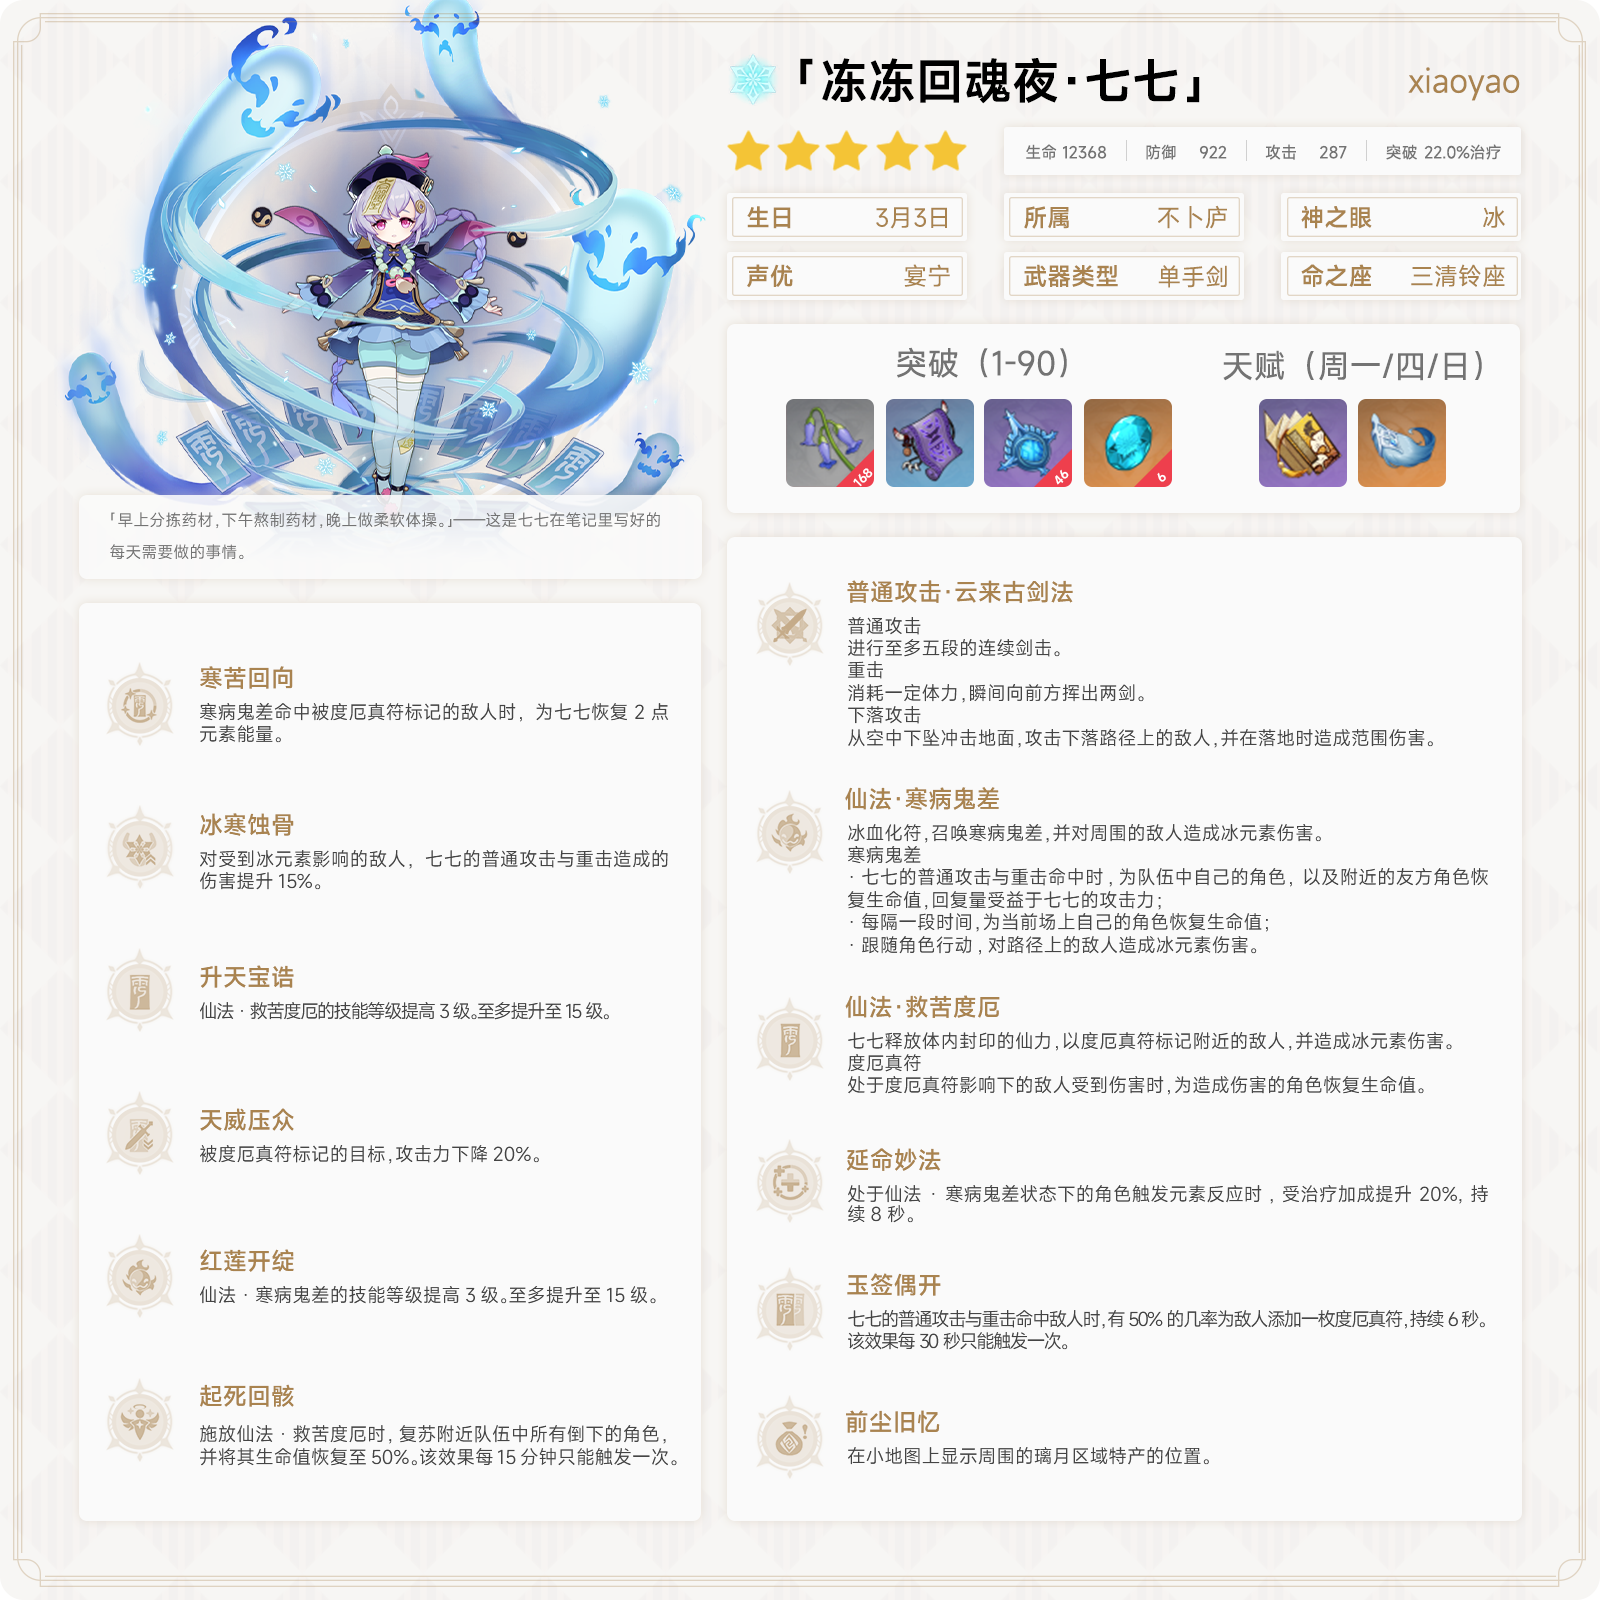 「冻冻回魂夜·七七」
xiaoyao
生命 12368 防御 922 攻击 287 突破 22.0%治疗
生日 3月3日 所属 不卜庐 神之眼 冰
声优 宴宁 武器类型 单手剑 命之座 三清铃座
突破（1-90） 天赋（周一/四/日）
168 46 6
「早上分拣药材,下午熬制药材,晚上做柔软体操。」——这是七七在笔记里写好的
每天需要做的事情。
寒苦回向
寒病鬼差命中被度厄真符标记的敌人时，为七七恢复 2 点
元素能量。
冰寒蚀骨
对受到冰元素影响的敌人，七七的普通攻击与重击造成的
伤害提升 15%。
升天宝诰
仙法 · 救苦度厄的技能等级提高 3 级。至多提升至 15 级。
天威压众
被度厄真符标记的目标,攻击力下降 20%。
红莲开绽
仙法 · 寒病鬼差的技能等级提高 3 级。至多提升至 15 级。
起死回骸
施放仙法 · 救苦度厄时，复苏附近队伍中所有倒下的角色，
并将其生命值恢复至 50%。该效果每 15 分钟只能触发一次。
普通攻击·云来古剑法
普通攻击
进行至多五段的连续剑击。
重击
消耗一定体力,瞬间向前方挥出两剑。
下落攻击
从空中下坠冲击地面,攻击下落路径上的敌人,并在落地时造成范围伤害。
仙法·寒病鬼差
冰血化符,召唤寒病鬼差,并对周围的敌人造成冰元素伤害。
寒病鬼差
· 七七的普通攻击与重击命中时，为队伍中自己的角色，以及附近的友方角色恢
复生命值,回复量受益于七七的攻击力;
· 每隔一段时间,为当前场上自己的角色恢复生命值;
· 跟随角色行动，对路径上的敌人造成冰元素伤害。
仙法·救苦度厄
七七释放体内封印的仙力,以度厄真符标记附近的敌人,并造成冰元素伤害。
度厄真符
处于度厄真符影响下的敌人受到伤害时,为造成伤害的角色恢复生命值。
延命妙法
处于仙法 · 寒病鬼差状态下的角色触发元素反应时，受治疗加成提升 20%, 持
续 8 秒。
玉签偶开
七七的普通攻击与重击命中敌人时,有 50% 的几率为敌人添加一枚度厄真符,持续 6 秒。
该效果每 30 秒只能触发一次。
前尘旧忆
在小地图上显示周围的璃月区域特产的位置。